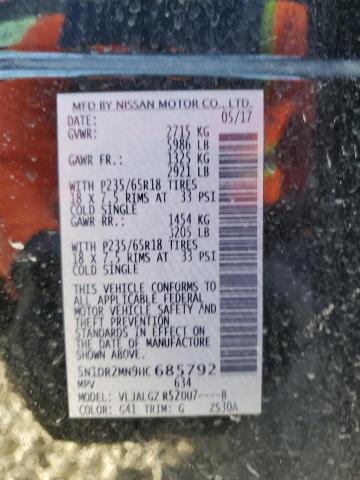 MFD BY NISSAN MOTOR CO., LTD.
DATE: 05/17
GVWR: 2715 KG
5986 LB
GAWR FR: 1325 KG
2921 LB
WITH P235/65R18 TIRES
18 X 7.5 RIMS AT 33 PSI
COLD SINGLE
GAWR RR: 1454 KG
3205 LB
WITH P235/65R18 TIRES
18 X 7.5 RIMS AT 33 PSI
COLD SINGLE
THIS VEHICLE CONFORMS TO
ALL APPLICABLE FEDERAL
MOTOR VEHICLE SAFETY AND
THEFT PREVENTION
STANDARDS IN EFFECT ON
THE DATE OF MANUFACTURE
SHOWN ABOVE.
5N1DR2MN9HC 685792
MPV 634
MODEL: VLJALGZ R52DU7----B
COLOR: G41 TRIM: G ZS30A